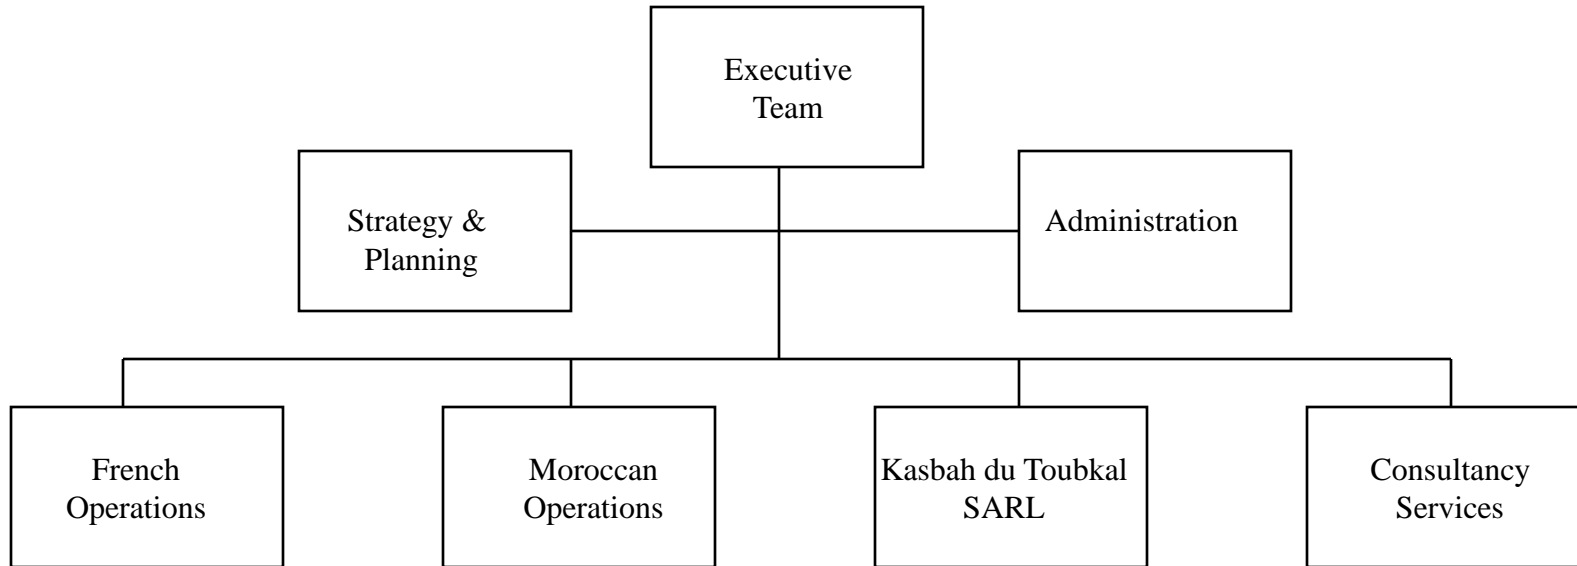 Executive
Team
Strategy &
Planning
Administration
French
Operations
Moroccan
Operations
Kasbah du Toubkal
SARL
Consultancy
Services